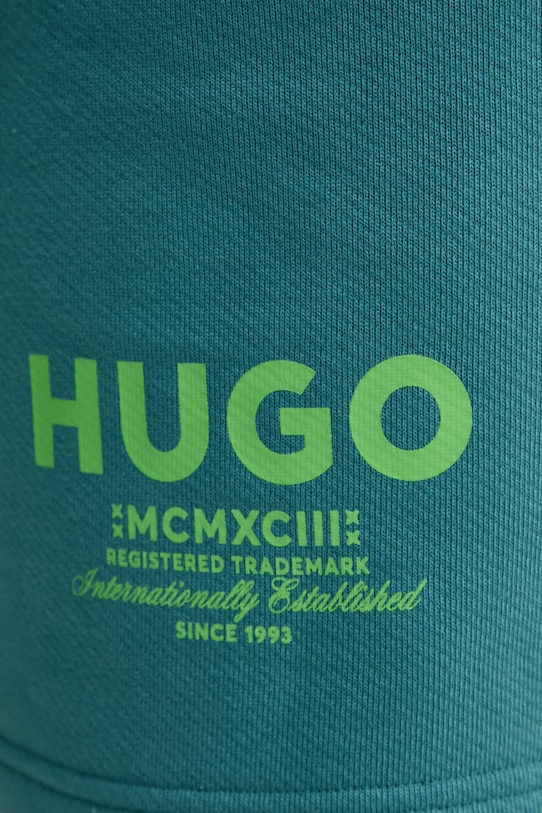 HUGO
MCMXCIII
REGISTERED TRADEMARK
Internationally Established
SINCE 1993